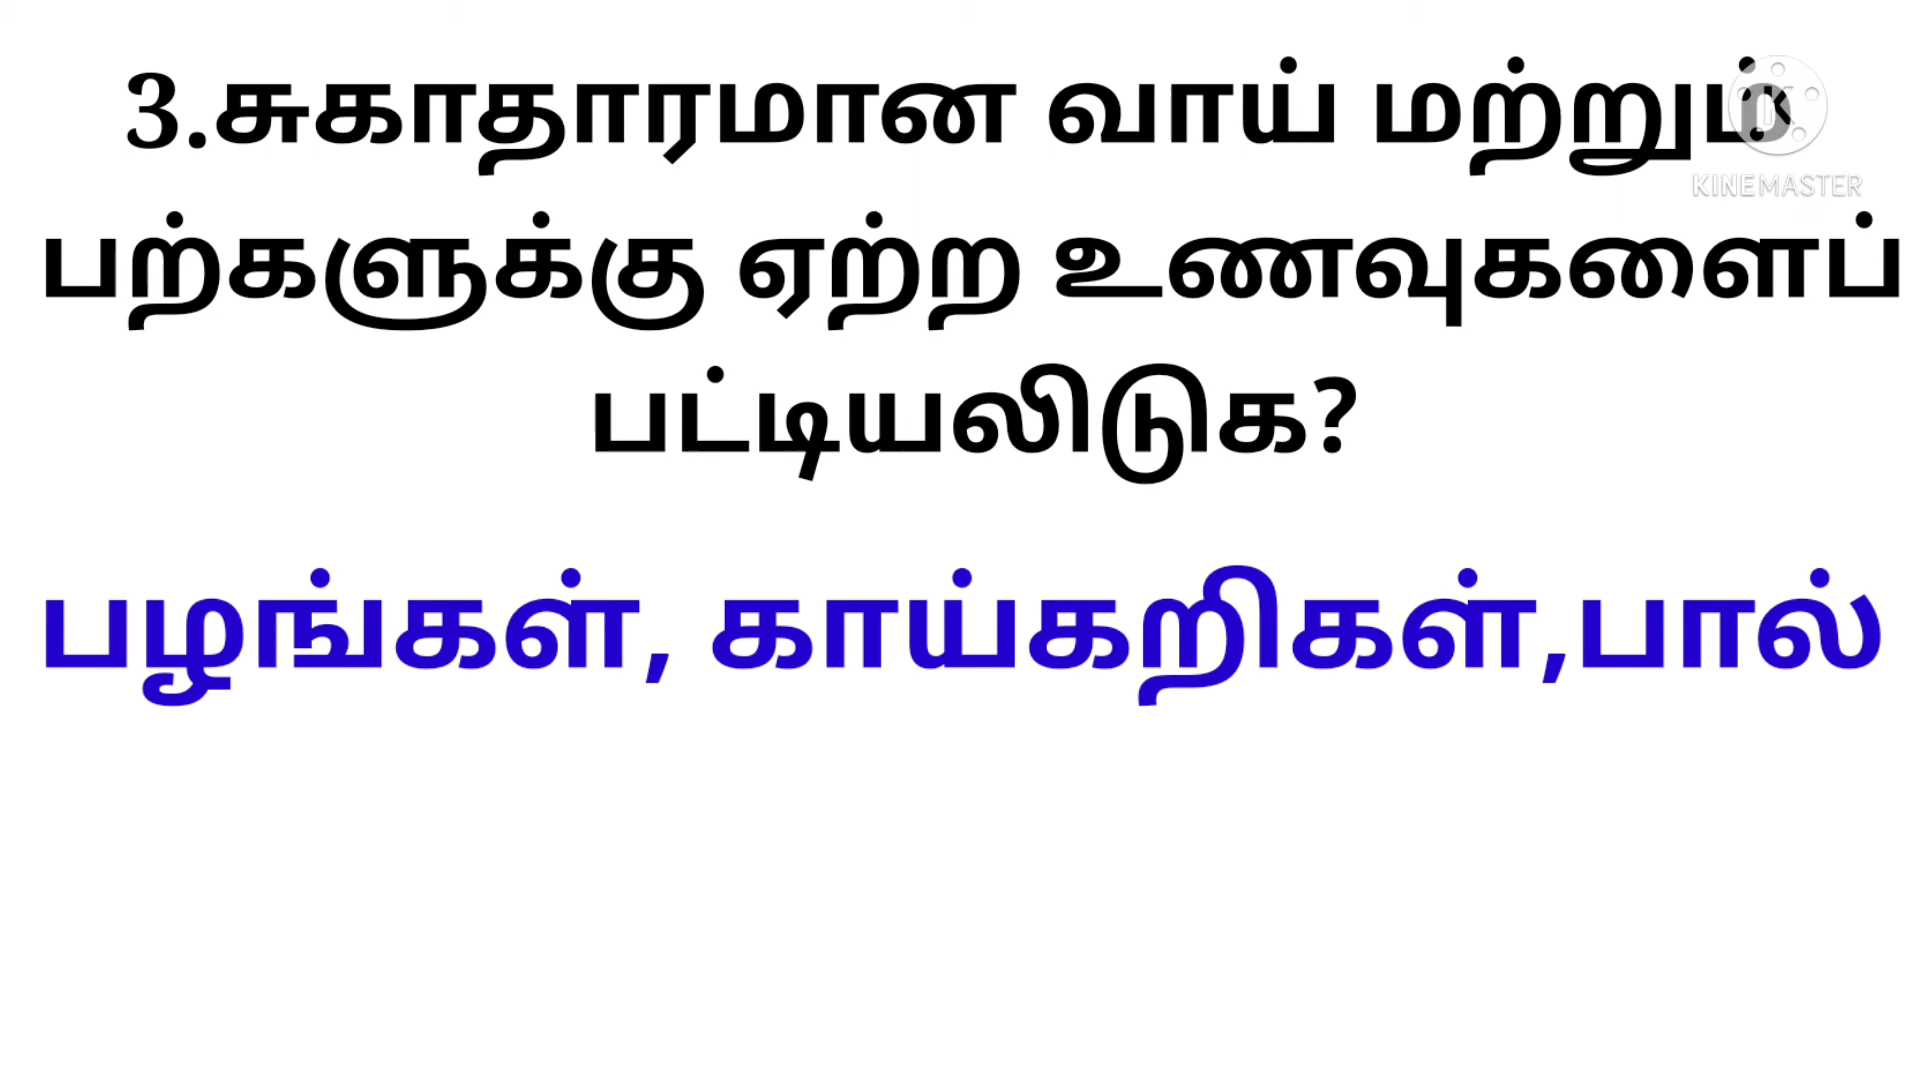 3.சுகாதாரமான வாய் மற்றும்
பற்களுக்கு ஏற்ற உணவுகளைப்
பட்டியலிடுக?
பழங்கள், காய்கறிகள்,பால்
KINEMASTER